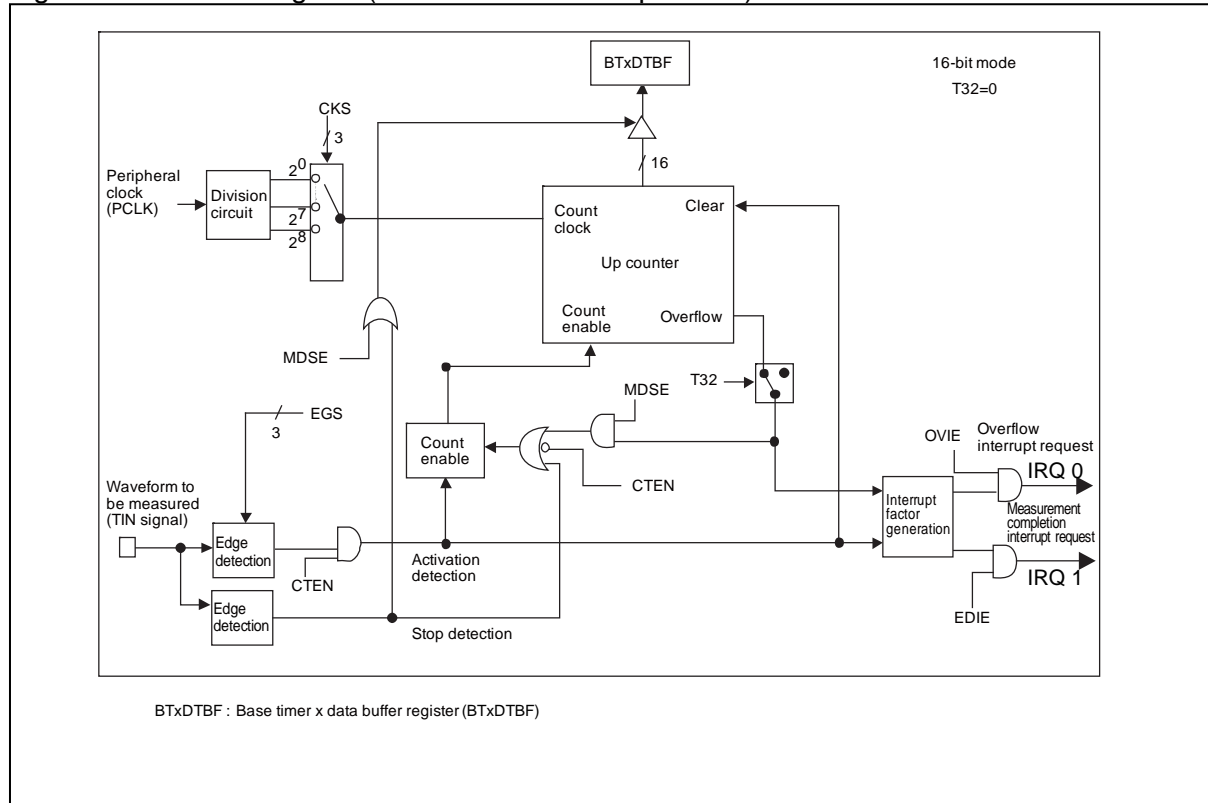 BTxDTBF
16-bit mode
T32=0
CKS
3
16
Peripheral
clock
(PCLK)
Division
circuit
2^0
2^7
2^8
Count
clock
Clear
Up counter
Count
enable
Overflow
MDSE
T32
MDSE
EGS
3
Count
enable
CTEN
OVIE
Overflow
interrupt request
IRQ 0
Waveform to
be measured
(TIN signal)
Edge
detection
CTEN
Activation
detection
Interrupt
factor
generation
Measurement
completion
interrupt request
IRQ 1
Edge
detection
Stop detection
EDIE
BTxDTBF : Base timer x data buffer register (BTxDTBF)